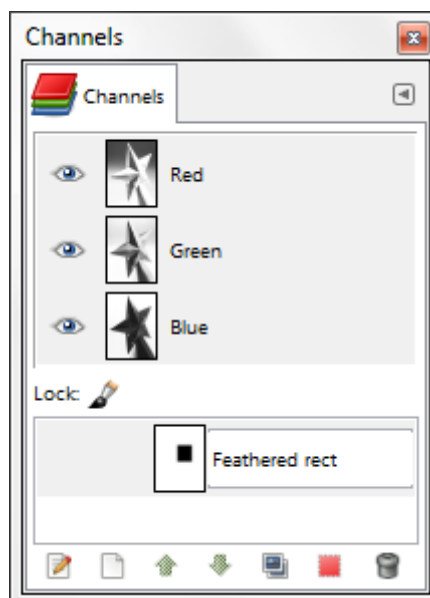 Channels
Channels
Red
Green
Blue
Lock:
Feathered rect